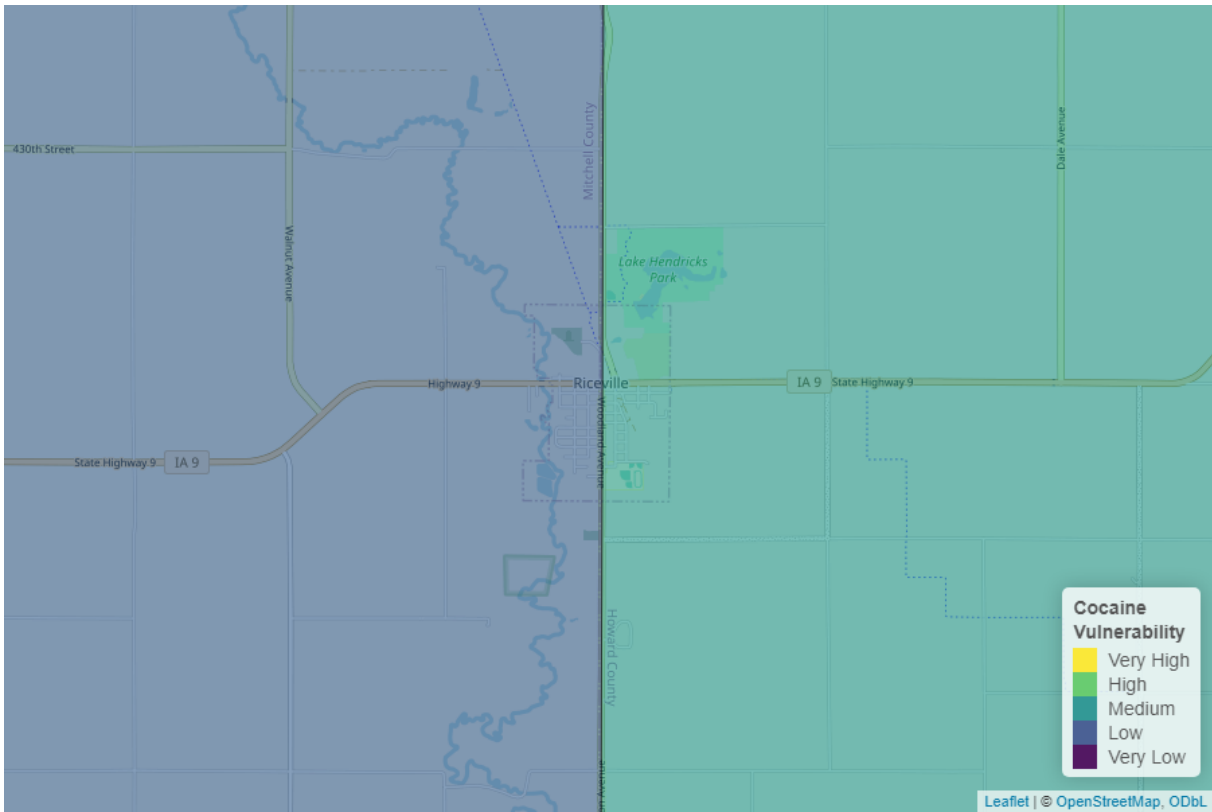 Mitchell County
430th Street
Dale Avenue
Walnut Avenue
Lake Hendricks
Park
Highway 9
Riceville
IA 9
State Highway 9
Woodland Avenue
State Highway 9
IA 9
Howard County
an Avenue
Cocaine
Vulnerability
Very High
High
Medium
Low
Very Low
Leaflet | © OpenStreetMap, ODbL